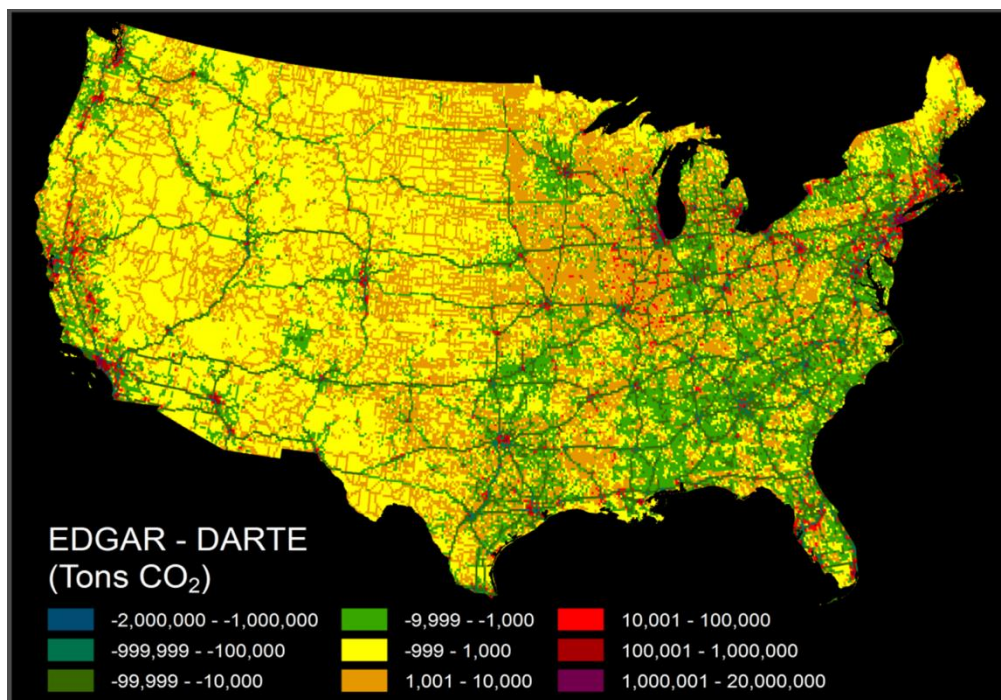 EDGAR - DARTE
(Tons CO₂)
-2,000,000 - -1,000,000
-999,999 - -100,000
-99,999 - -10,000
-9,999 - -1,000
-999 - 1,000
1,001 - 10,000
10,001 - 100,000
100,001 - 1,000,000
1,000,001 - 20,000,000